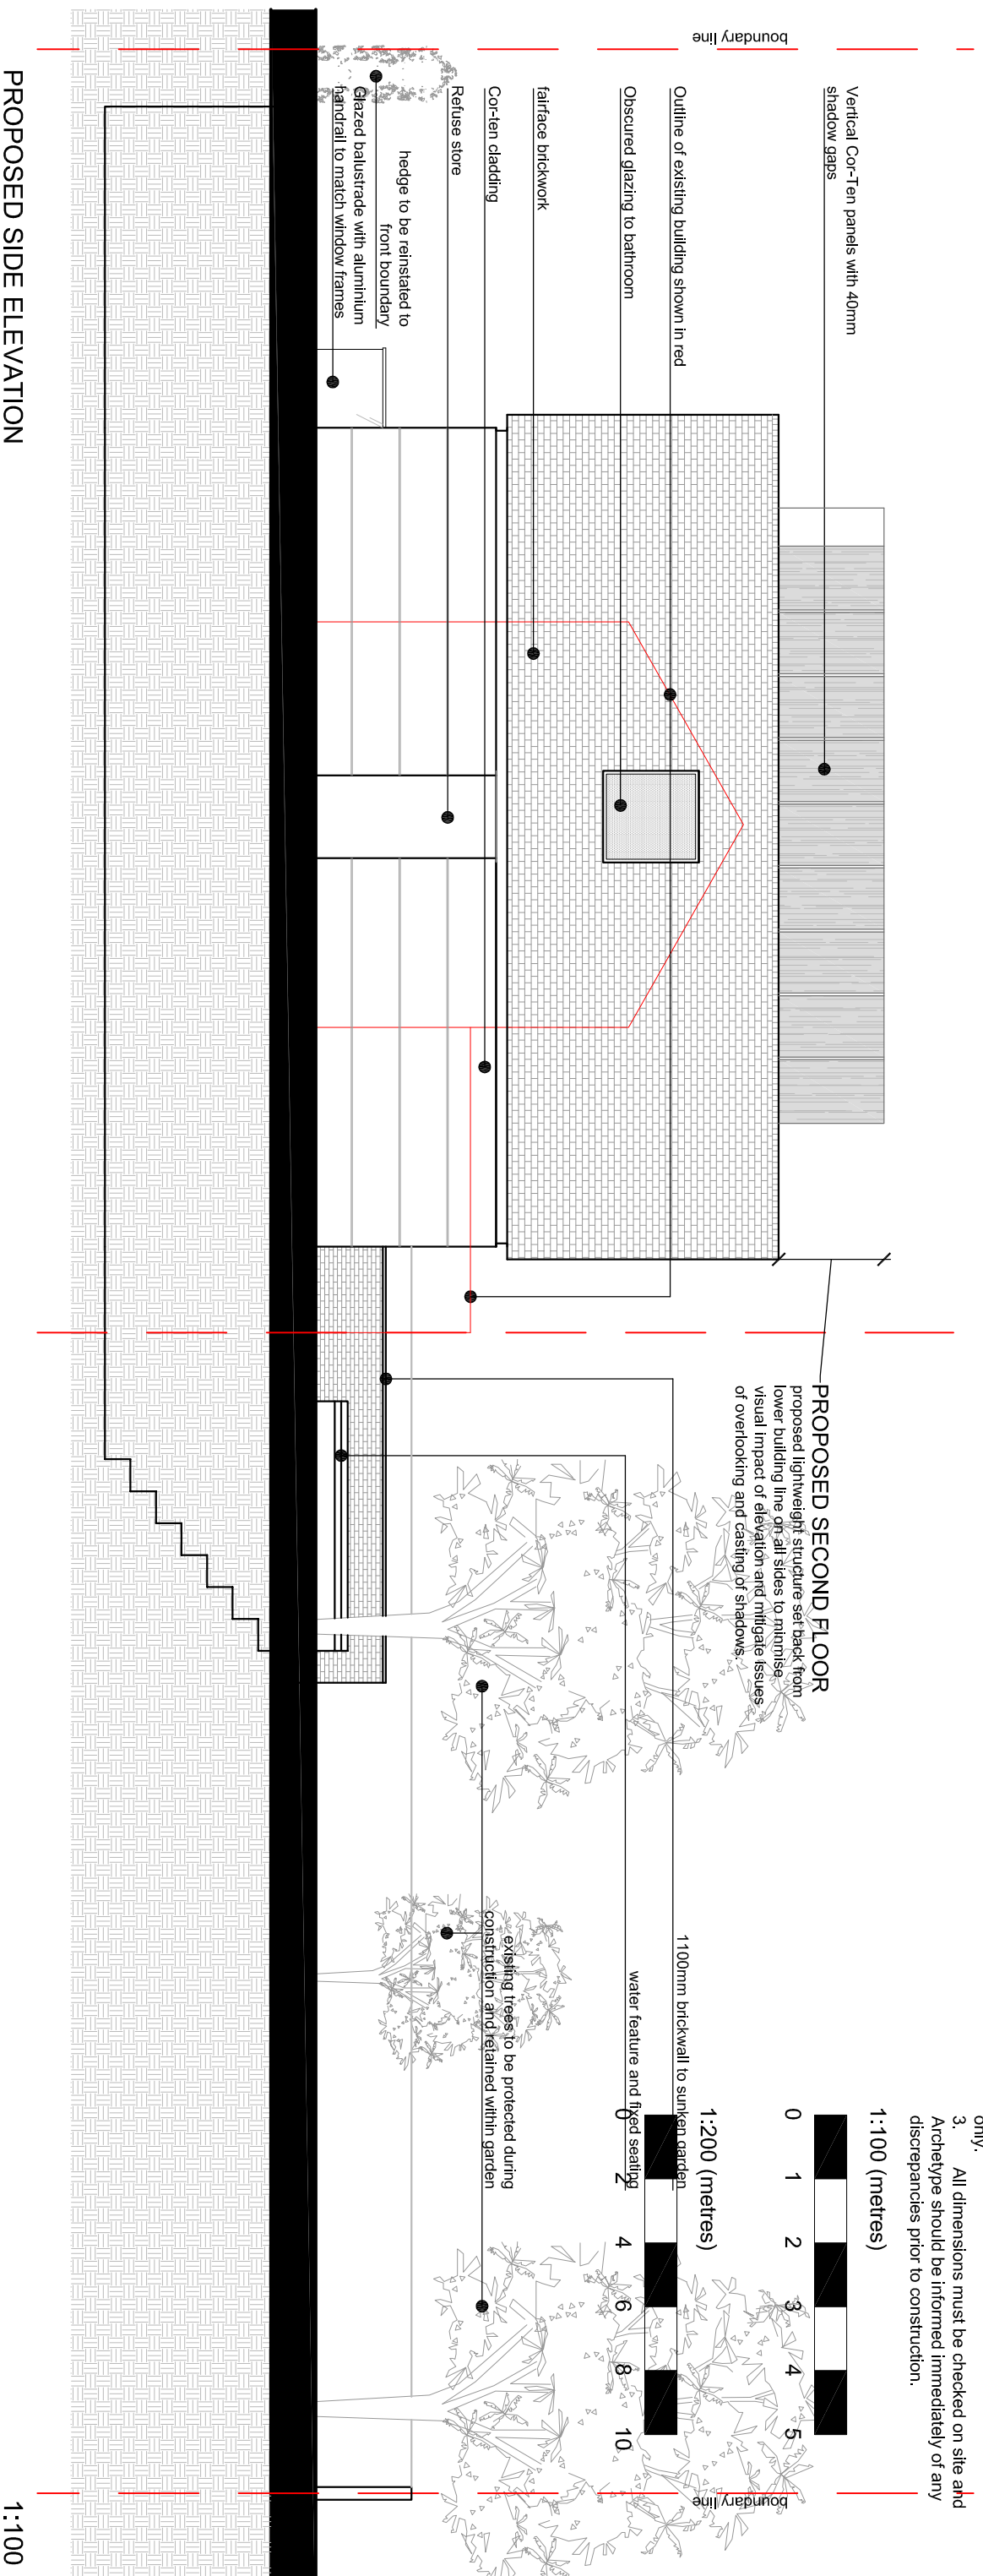 only.
3. All dimensions must be checked on site and
Archetype should be informed immediately of any
discrepancies prior to construction.
1:100 (metres)
0 1 2 3 4 5
1:200 (metres)
0 2 4 6 8 10
boundary line
Vertical Cor-Ten panels with 40mm
shadow gaps
Outline of existing building shown in red
Obscured glazing to bathroom
fairface brickwork
Cor-ten cladding
Refuse store
hedge to be reinstated to
front boundary
Glazed balustrade with aluminium
handrail to match window frames
PROPOSED SECOND FLOOR
proposed lightweight structure set back from
lower building line on all sides to minmise
visual impact of elevation and mitigate issues
of overlooking and casting of shadows.
1100mm brickwall to sunken garden
water feature and fixed seating
existing trees to be protected during
construction and retained within garden
boundary line
PROPOSED SIDE ELEVATION
1:100